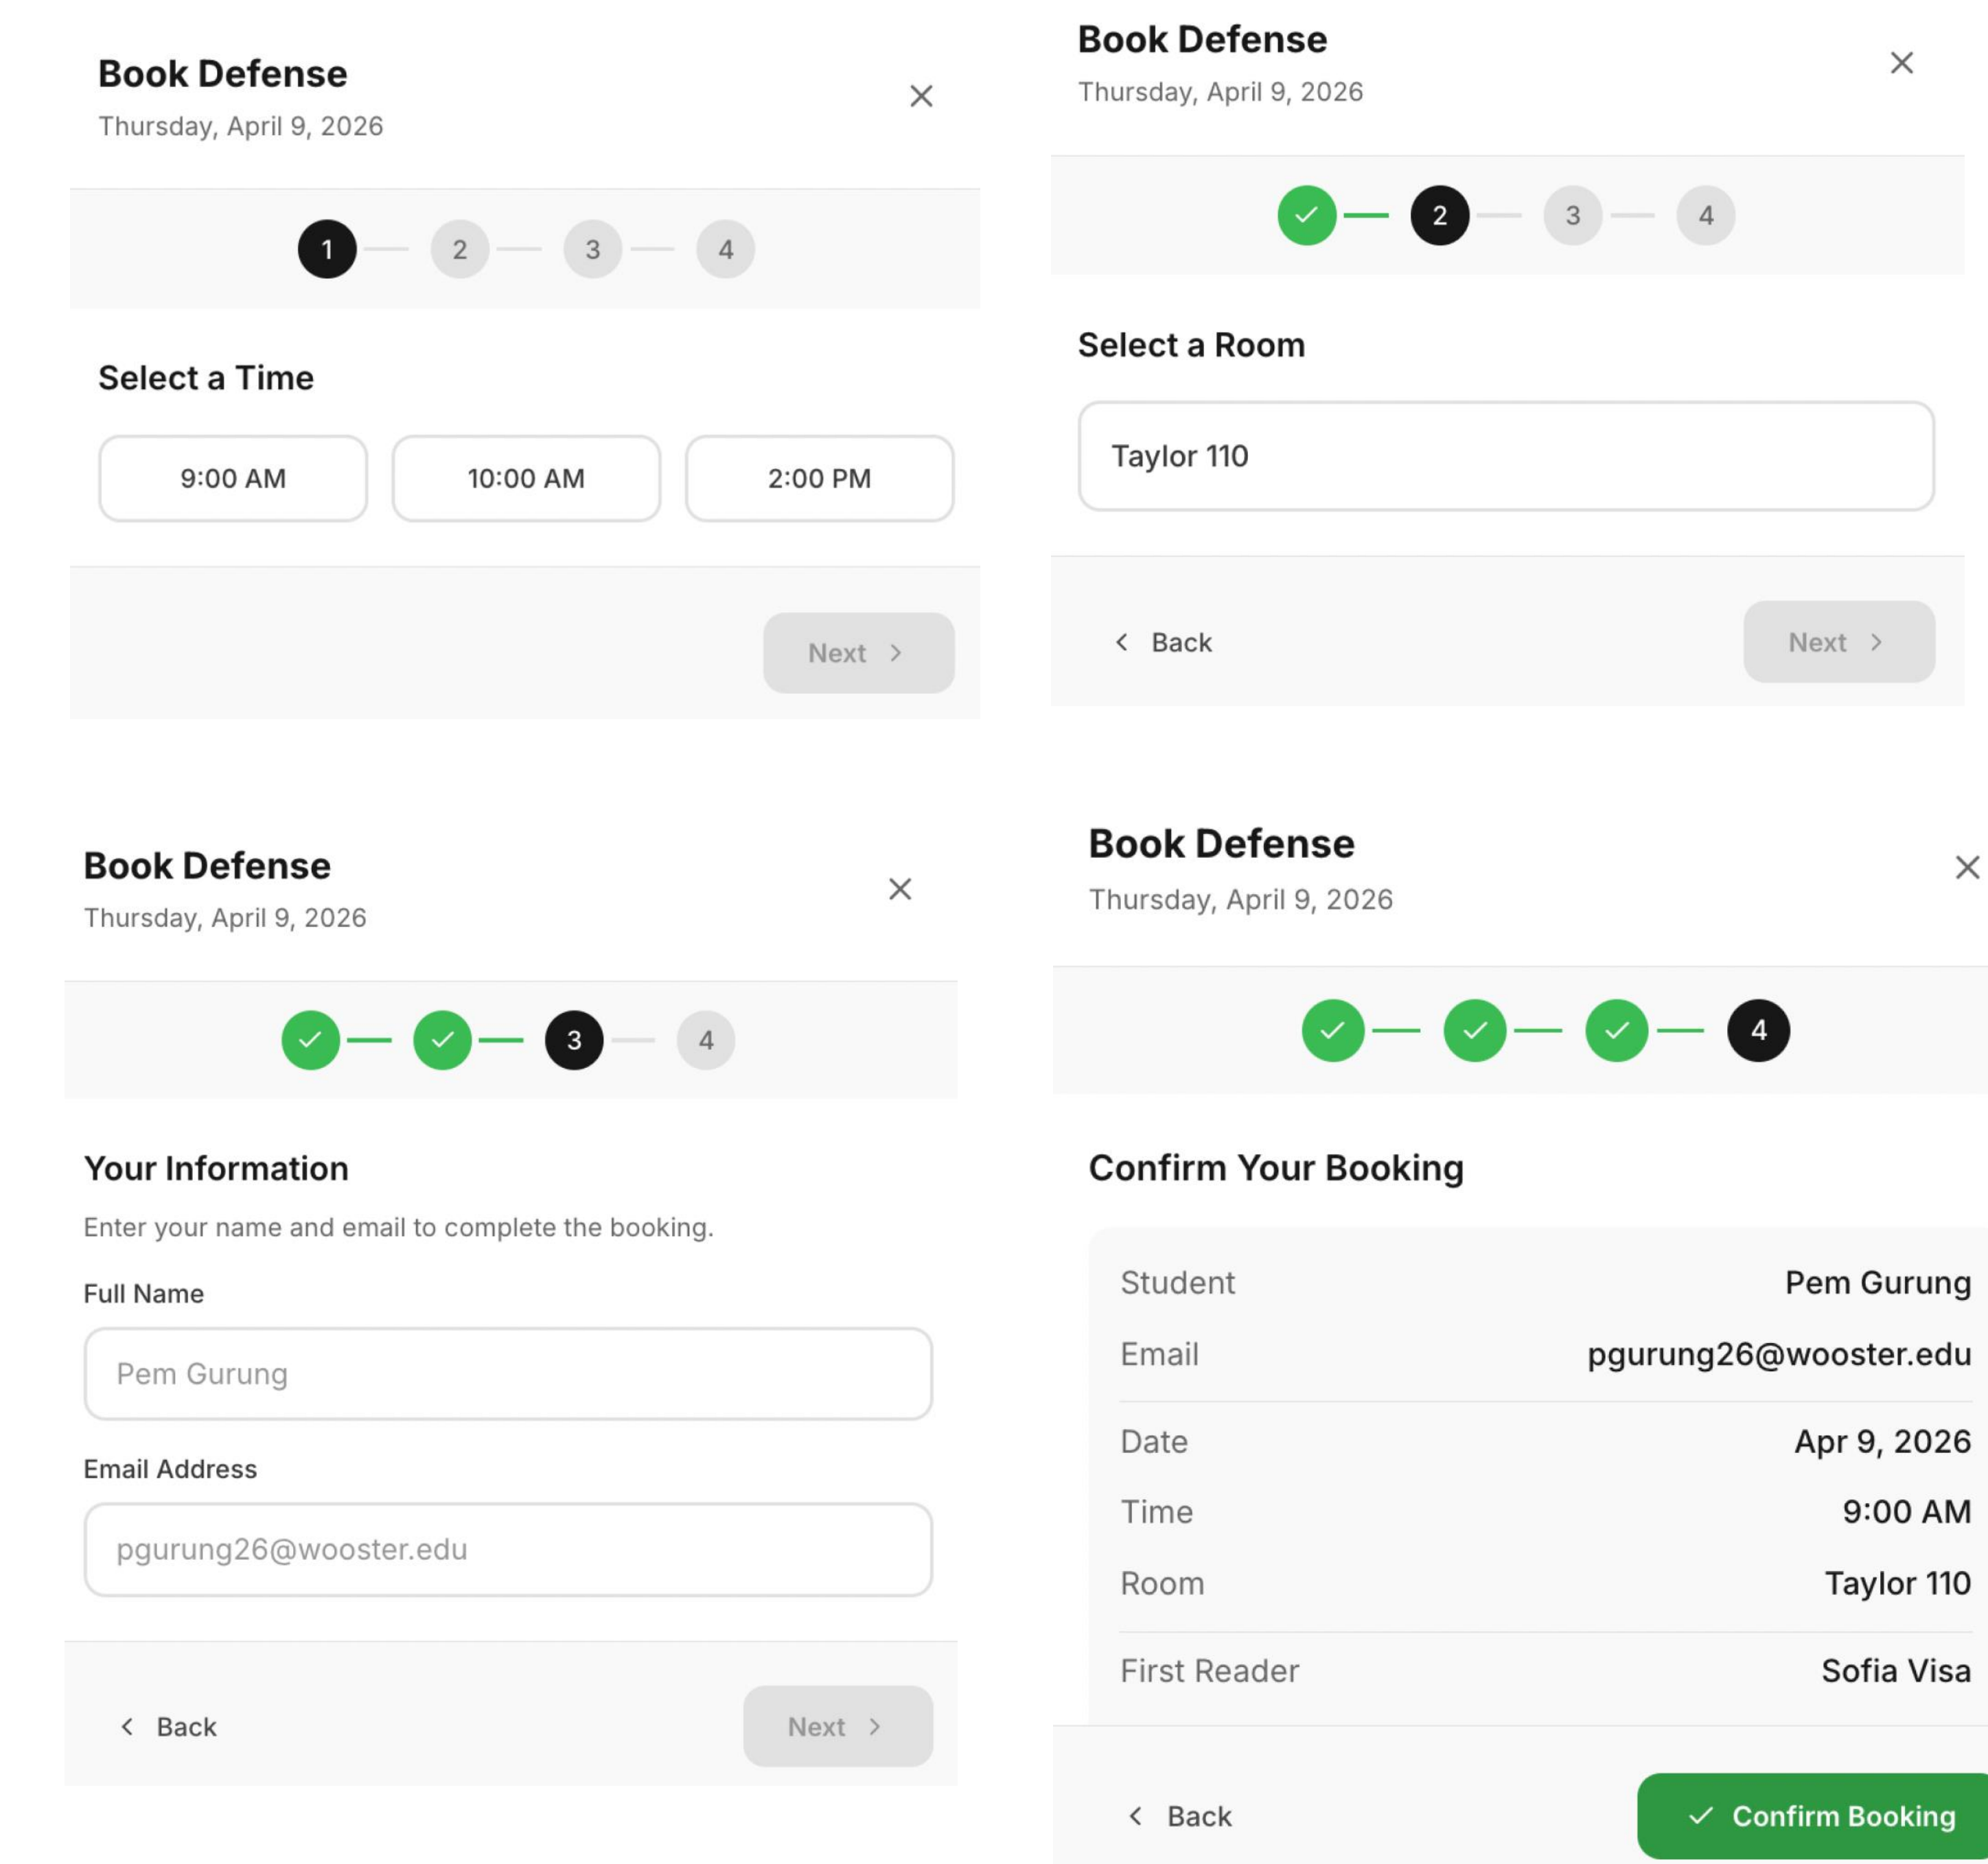 Book Defense
Thursday, April 9, 2026
1 2 3 4
Select a Time
9:00 AM 10:00 AM 2:00 PM
Next
Book Defense
Thursday, April 9, 2026
2 3 4
Select a Room
Taylor 110
Back Next
Book Defense
Thursday, April 9, 2026
3 4
Your Information
Enter your name and email to complete the booking.
Full Name
Pem Gurung
Email Address
pgurung26@wooster.edu
Back Next
Book Defense
Thursday, April 9, 2026
4
Confirm Your Booking
Student Pem Gurung
Email pgurung26@wooster.edu
Date Apr 9, 2026
Time 9:00 AM
Room Taylor 110
First Reader Sofia Visa
Back Confirm Booking